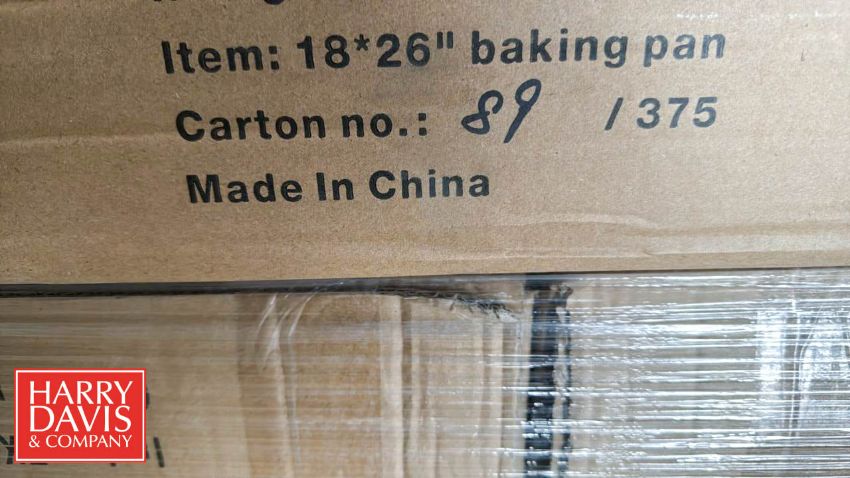 Item: 18*26" baking pan
Carton no.: 89 / 375
Made In China
HARRY
DAVIS
& COMPANY